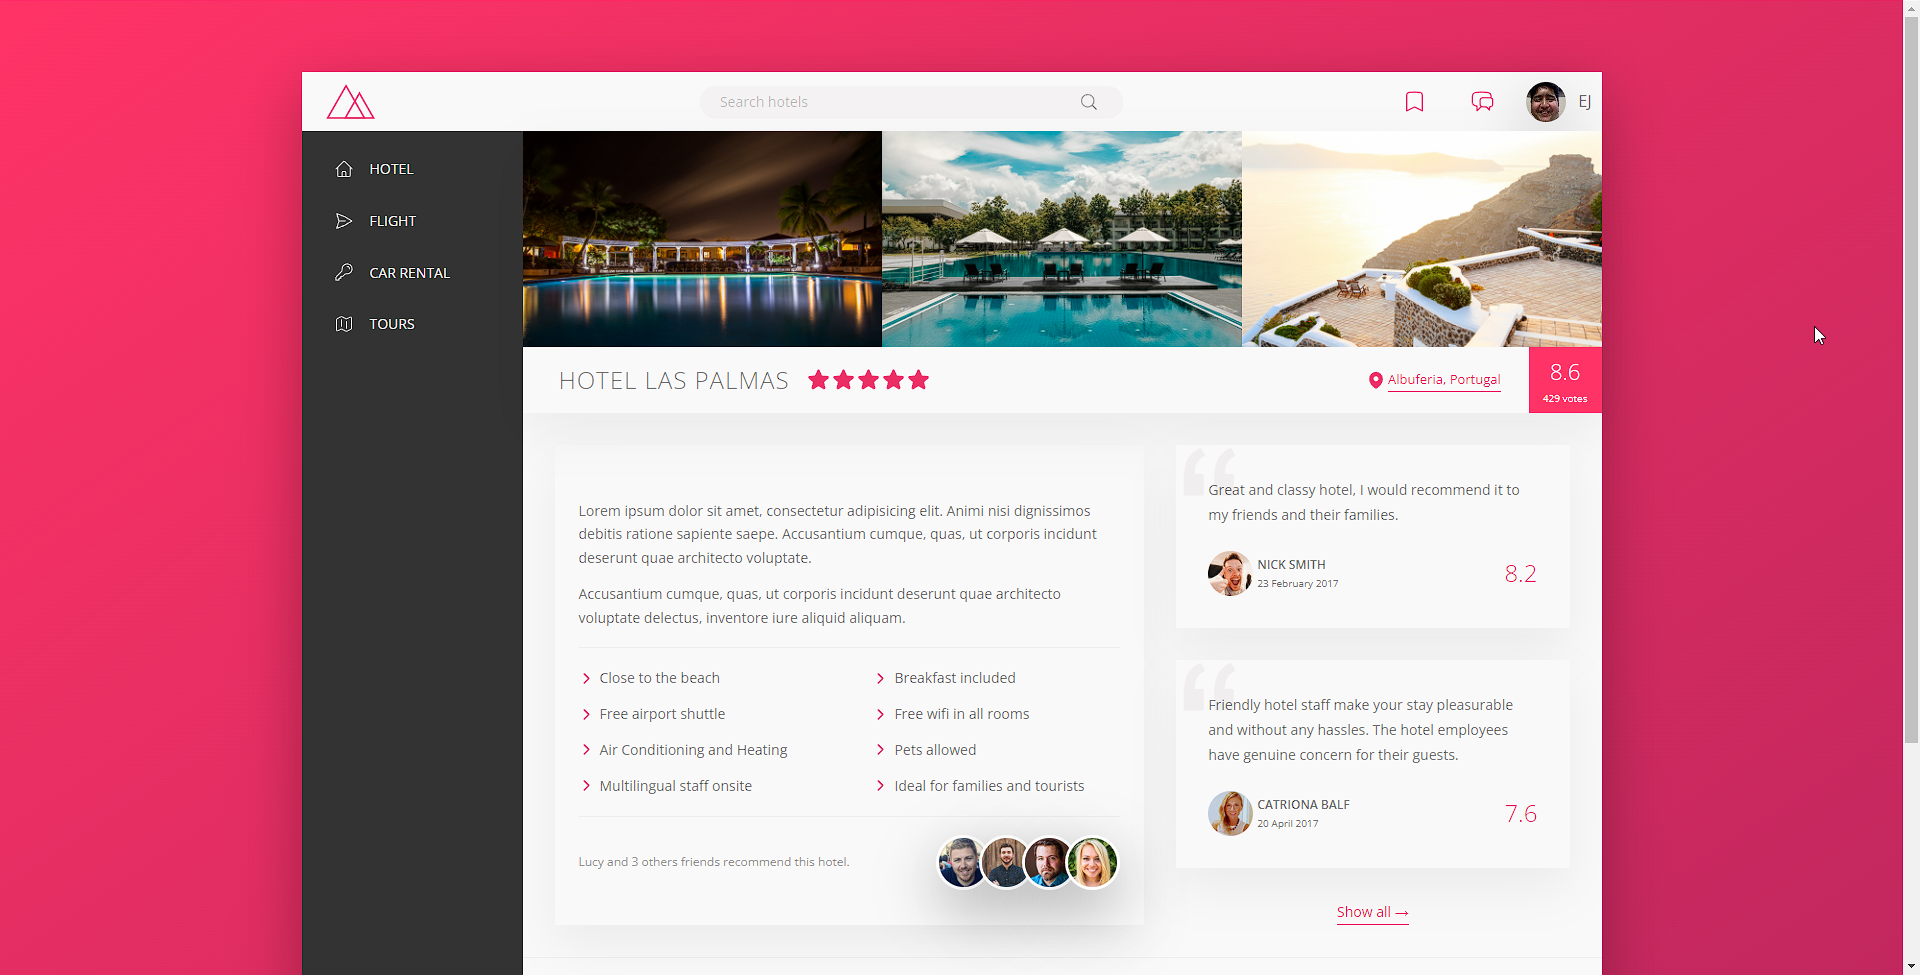 Search hotels
EJ
HOTEL
FLIGHT
CAR RENTAL
TOURS
HOTEL LAS PALMAS
Albuferia, Portugal
8.6
429 votes
Lorem ipsum dolor sit amet, consectetur adipisicing elit. Animi nisi dignissimos
debitis ratione sapiente saepe. Accusantium cumque, quas, ut corporis incidunt
deserunt quae architecto voluptate.
Accusantium cumque, quas, ut corporis incidunt deserunt quae architecto
voluptate delectus, inventore iure aliquid aliquam.
Close to the beach
Breakfast included
Free airport shuttle
Free wifi in all rooms
Air Conditioning and Heating
Pets allowed
Multilingual staff onsite
Ideal for families and tourists
Lucy and 3 others friends recommend this hotel.
“
Great and classy hotel, I would recommend it to
my friends and their families.
NICK SMITH
23 February 2017
8.2
“
Friendly hotel staff make your stay pleasurable
and without any hassles. The hotel employees
have genuine concern for their guests.
CATRIONA BALF
20 April 2017
7.6
Show all →